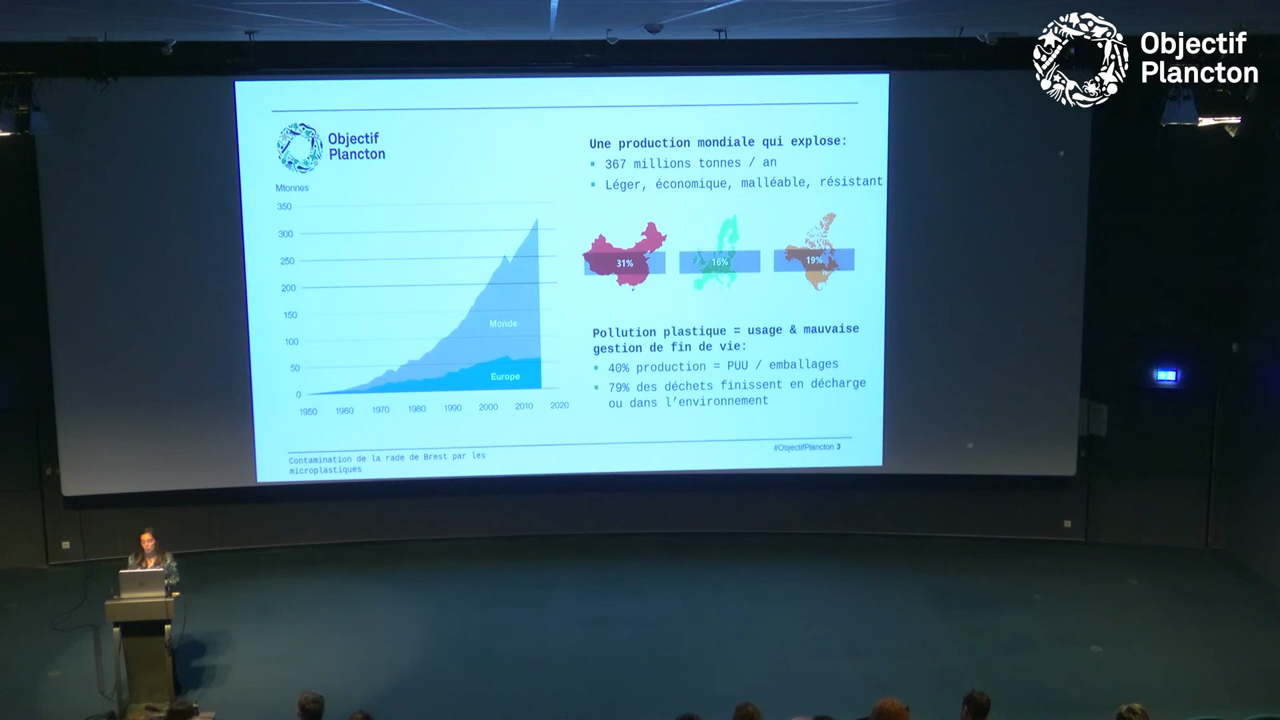 Objectif
Plancton
Objectif
Plancton
Mtonnes
350
300
250
200
150
100
50
0
Monde
Europe
1950 1960 1970 1980 1990 2000 2010 2020
Une production mondiale qui explose:
367 millions tonnes / an
Léger, économique, malléable, résistant
31% 16% 19%
Pollution plastique = usage & mauvaise
gestion de fin de vie:
40% production = PUU / emballages
79% des déchets finissent en décharge
ou dans l'environnement
Contamination de la rade de Brest par les
microplastiques
#ObjectifPlancton 3